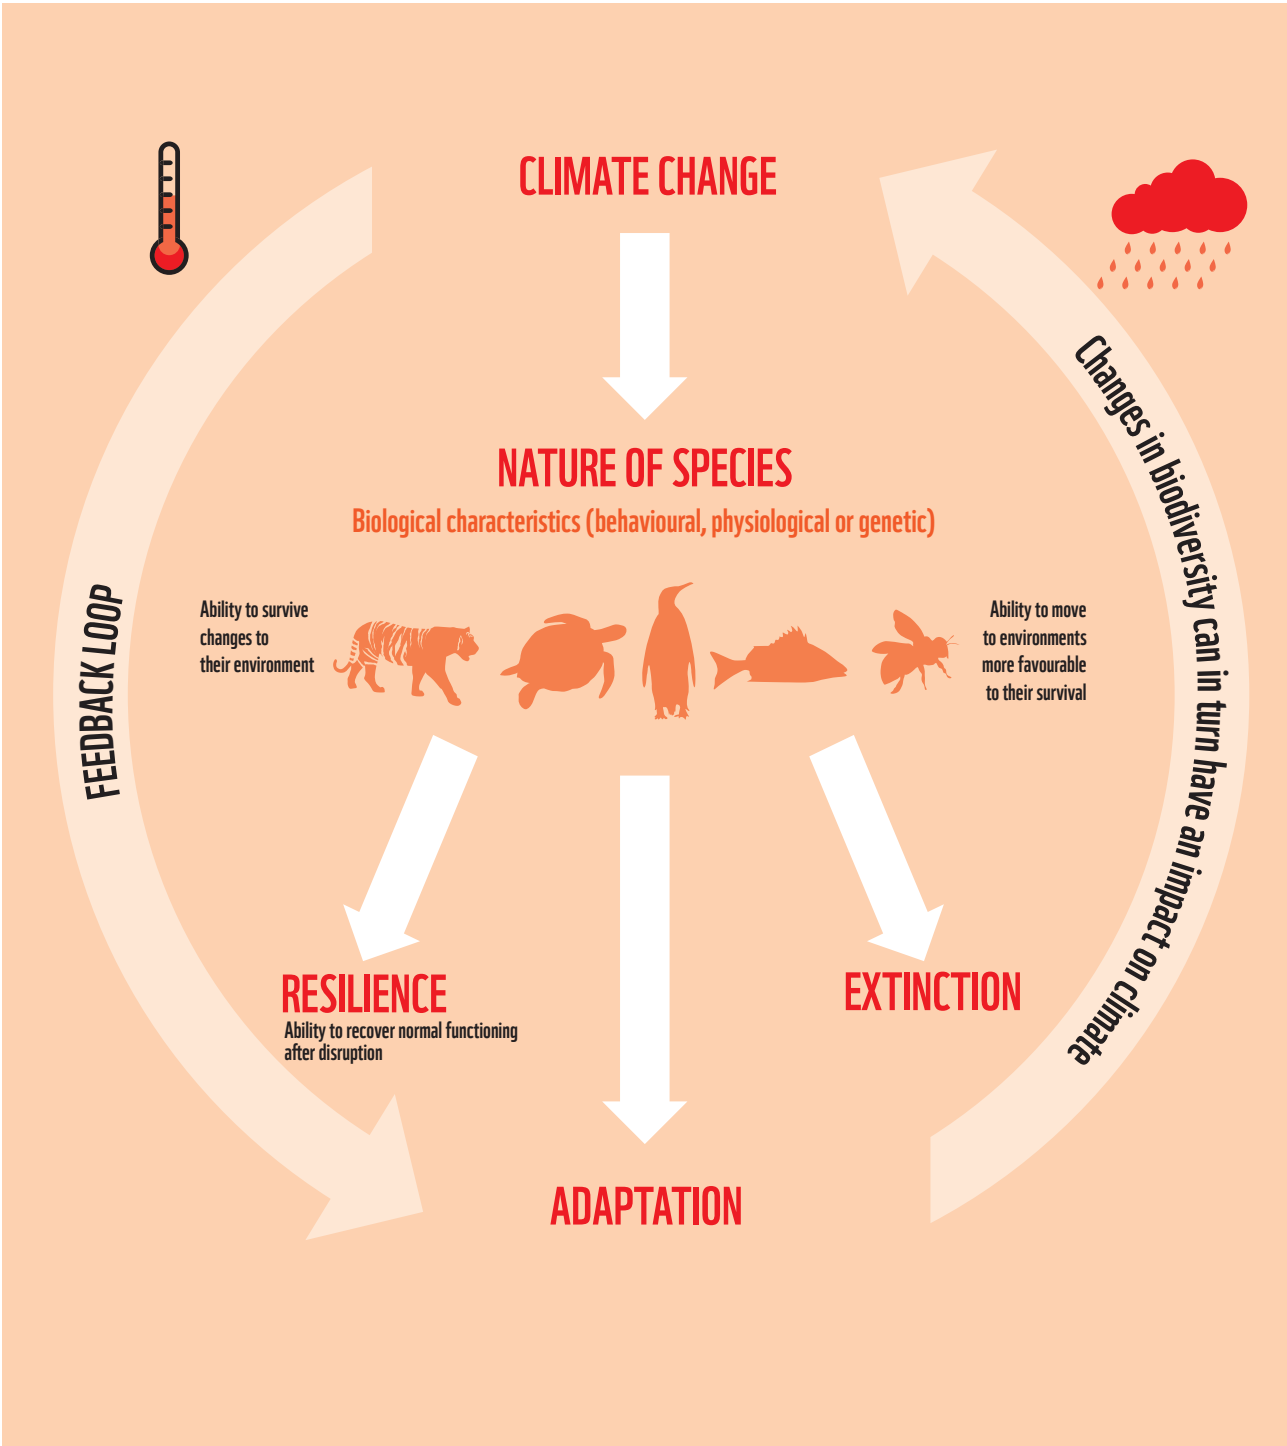 CLIMATE CHANGE
NATURE OF SPECIES
Biological characteristics (behavioural, physiological or genetic)
Ability to survive
changes to
their environment
Ability to move
to environments
more favourable
to their survival
FEEDBACK LOOP
Changes in biodiversity can in turn have an impact on climate
RESILIENCE
Ability to recover normal functioning
after disruption
EXTINCTION
ADAPTATION